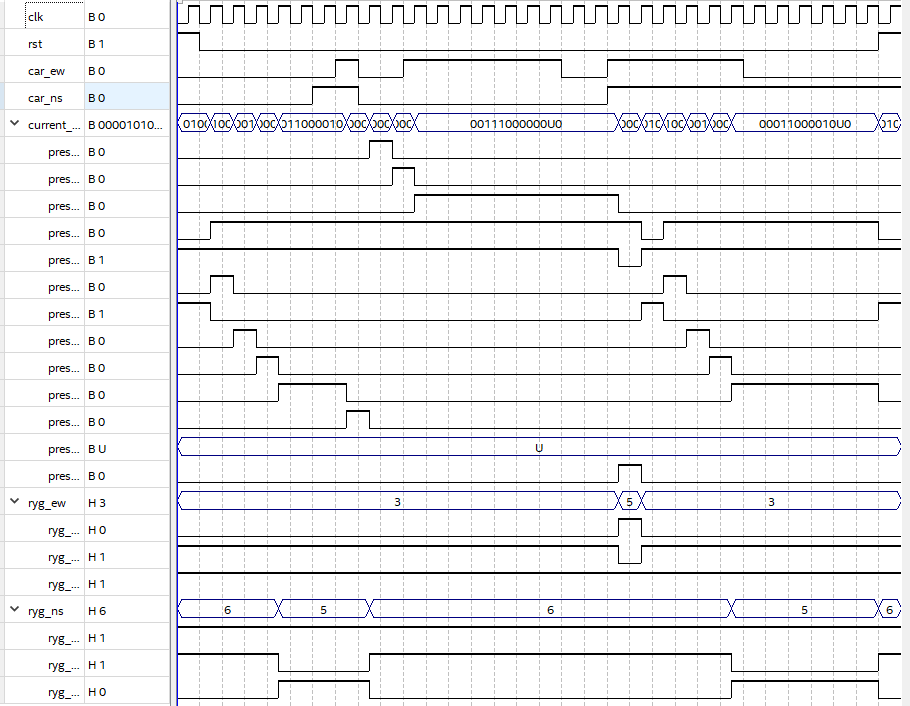 clk B 0
rst B 1
car_ew B 0
car_ns B 0
current_... B 00001010... 011000010 00111000000U0 00011000010U0
pres... B 0
pres... B 0
pres... B 0
pres... B 0
pres... B 1
pres... B 0
pres... B 1
pres... B 0
pres... B 0
pres... B 0
pres... B 0
pres... B U U
pres... B 0
ryg_ew H 3 3 5 3
ryg_... H 0
ryg_... H 1
ryg_... H 1
ryg_ns H 6 6 5 6 5 6
ryg_... H 1
ryg_... H 1
ryg_... H 0